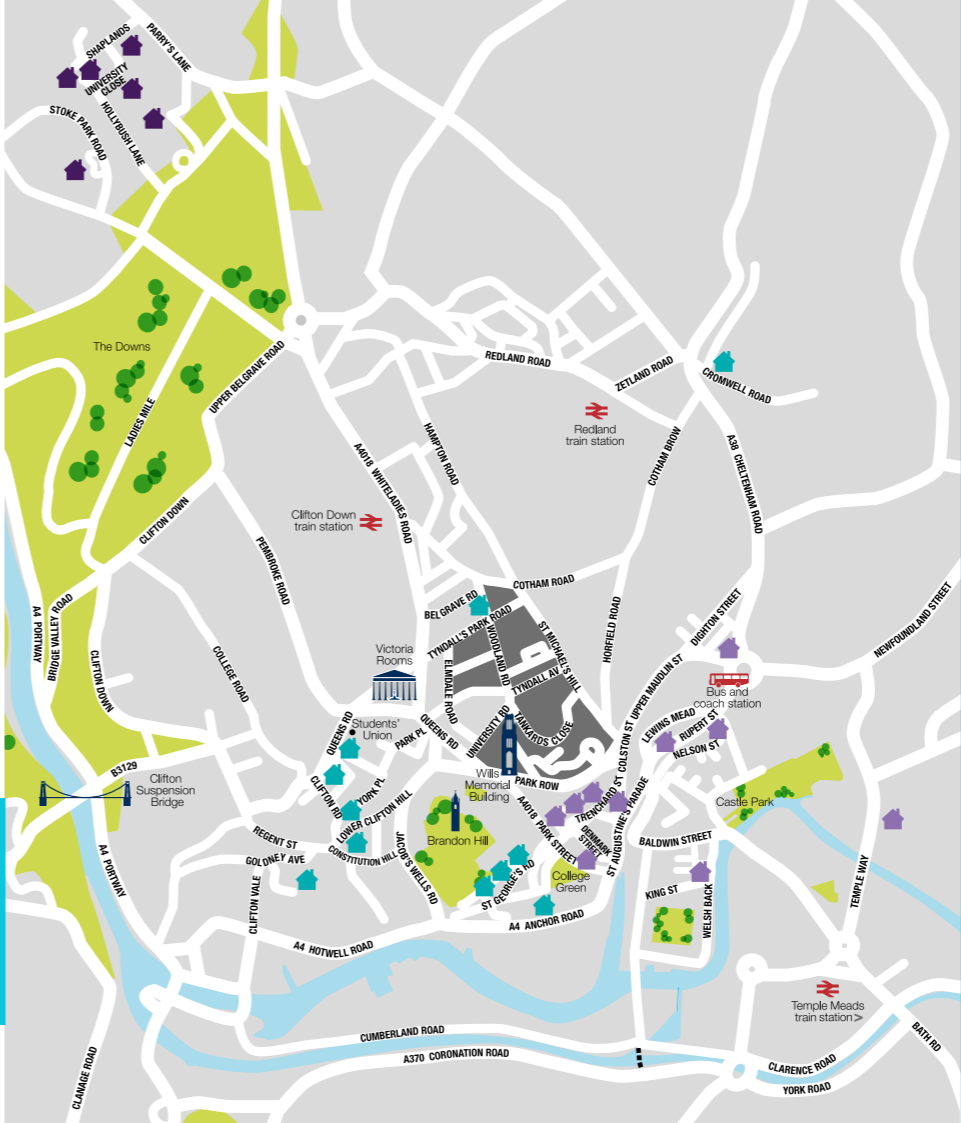 SHAPLANDS
PARRY'S LANE
UNIVERSITY
CLOSE
STOKE PARK ROAD
HOLLYBUSH LANE
The Downs
LADIES MILE
UPPER BELGRAVE ROAD
REDLAND ROAD
ZETLAND ROAD
CROMWELL ROAD
Redland
train station
HAMPTON ROAD
A4018 WHITELADIES ROAD
COTHAM BROW
A38 CHELTENHAM ROAD
CLIFTON DOWN
Clifton Down
train station
PEMBROKE ROAD
COTHAM ROAD
BELGRAVE RD
TYNDALL'S PARK ROAD
WOODLAND RD
ST MICHAEL'S HILL
HORFIELD ROAD
DIGHTON STREET
NEWFOUNDLAND STREET
A4 PORTWAY
BRIDGE VALLEY ROAD
CLIFTON DOWN
COLLEGE ROAD
Victoria
Rooms
ELMDALE ROAD
TYNDALL AV
UPPER MAUDLIN ST
Bus and
coach station
QUEENS RD
Students'
Union
PARK PL
QUEENS RD
UNIVERSITY RD
TANKARDS CLOSE
COLSTON ST
LEWINS MEAD
RUPERT ST
NELSON ST
B3129
Clifton
Suspension
Bridge
CLIFTON RD
YORK PL
LOWER CLIFTON HILL
Wills
Memorial
Building
PARK ROW
A4018 PARK STREET
TRENCHARD ST
DENMARK
STREET
ST AUGUSTINE'S PARADE
Castle Park
REGENT ST
GOLDNEY AVE
CONSTITUTION HILL
JACOB'S WELLS RD
Brandon Hill
BALDWIN STREET
College
Green
ST GEORGE'S RD
KING ST
WELSH BACK
TEMPLE WAY
A4 PORTWAY
CLIFTON VALE
A4 HOTWELL ROAD
A4 ANCHOR ROAD
Temple Meads
train station >
CUMBERLAND ROAD
A370 CORONATION ROAD
BATH RD
CLARENCE ROAD
YORK ROAD
CLANAGE ROAD